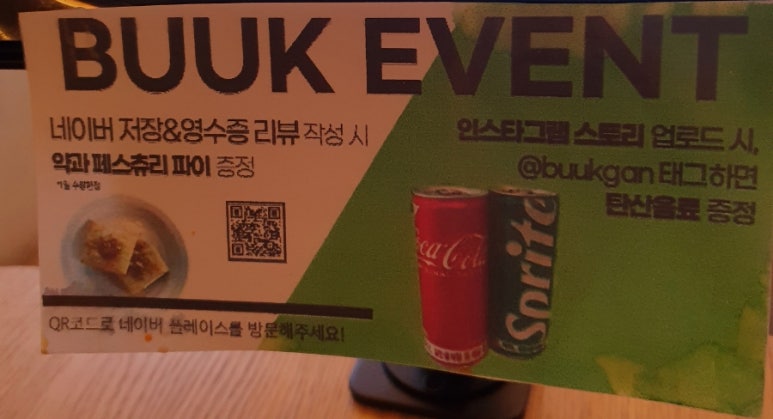 BUUK EVENT
네이버 저장&영수증 리뷰 작성 시
약과 페스츄리 파이 증정
인스타그램 스토리 업로드 시,
@buukgan 태그하면
탄산음료 증정
Coca-Cola
Sprite
QR코드로 네이버 플레이스를 방문해주세요!